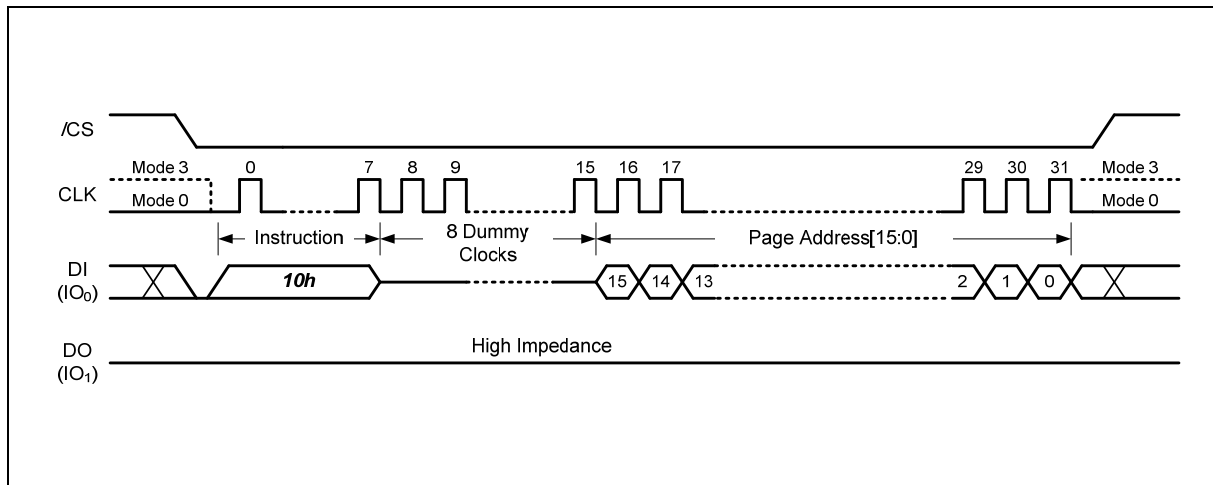 /CS
Mode 3 0 7 8 9 15 16 17 29 30 31 Mode 3
CLK
Mode 0 Mode 0
Instruction 8 Dummy Clocks Page Address[15:0]
DI
(IO₀)
10h 15 14 13 2 1 0
High Impedance
DO
(IO₁)